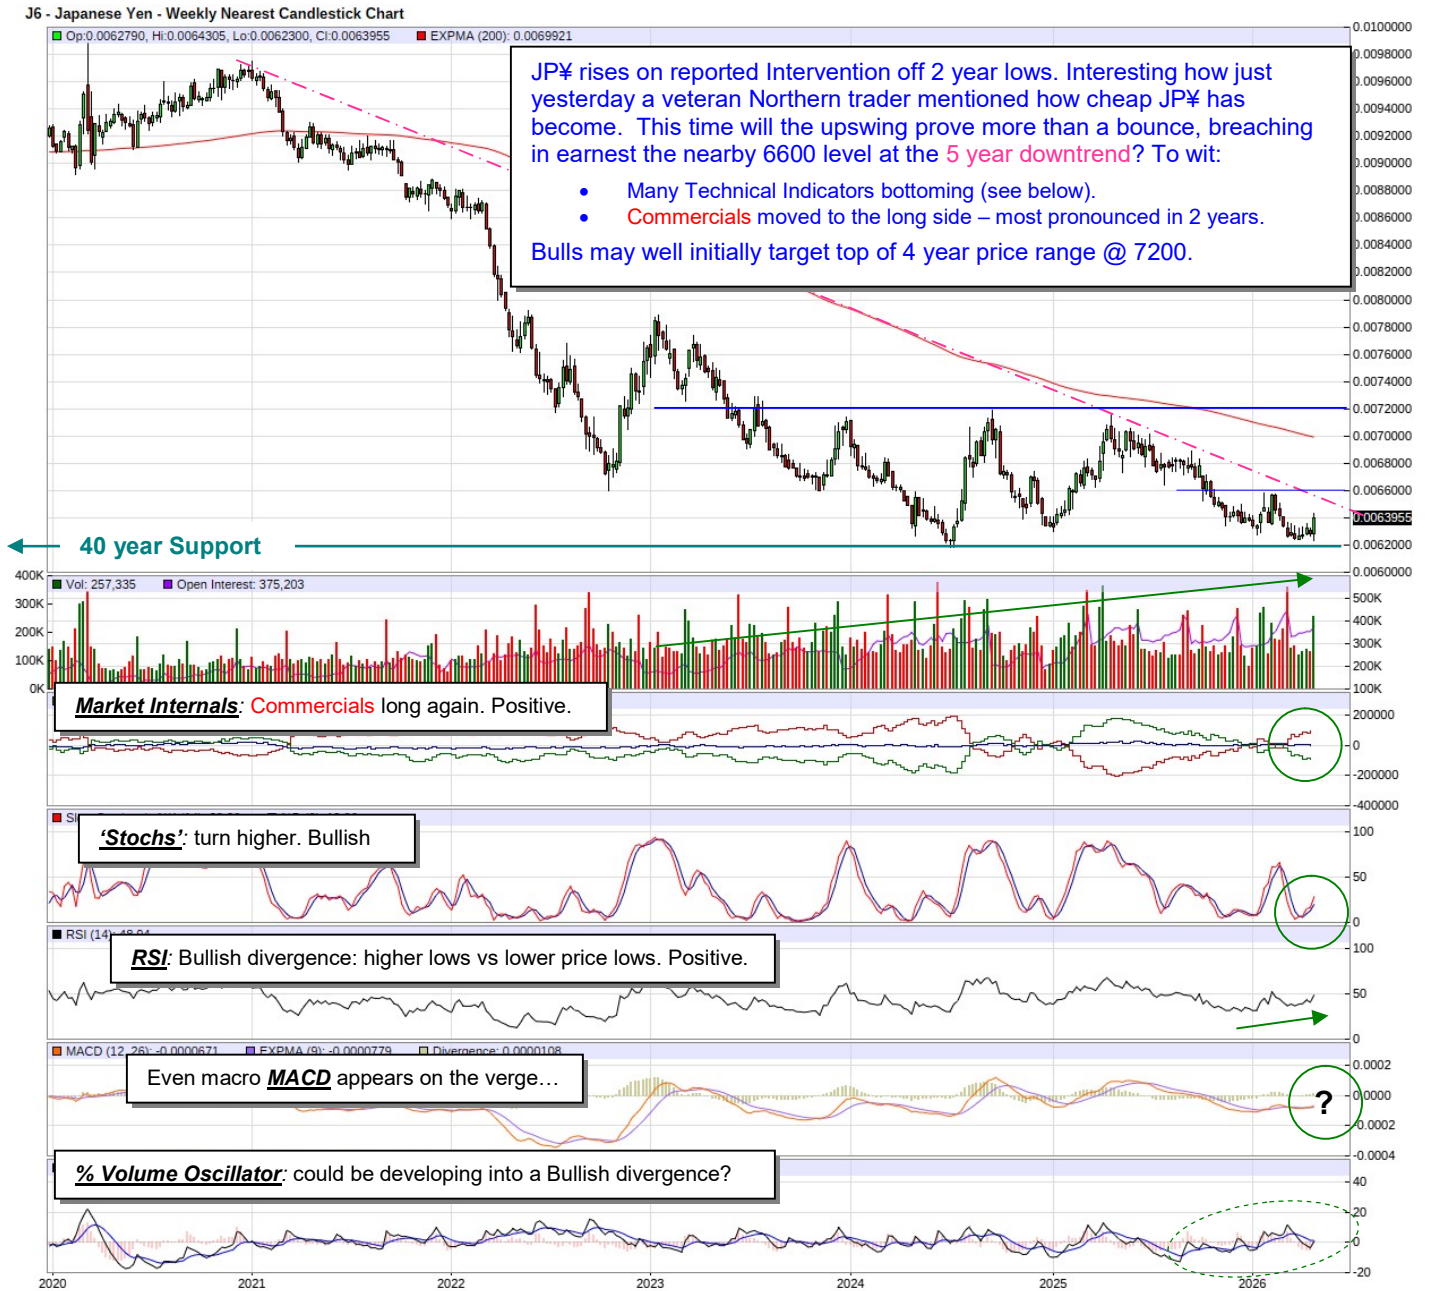 J6 - Japanese Yen - Weekly Nearest Candlestick Chart
Op:0.0062790, Hi:0.0064305, Lo:0.0062300, Cl:0.0063955 EXPMA (200): 0.0069921
JP¥ rises on reported Intervention off 2 year lows. Interesting how just
yesterday a veteran Northern trader mentioned how cheap JP¥ has
become. This time will the upswing prove more than a bounce, breaching
in earnest the nearby 6600 level at the 5 year downtrend? To wit:
• Many Technical Indicators bottoming (see below).
• Commercials moved to the long side – most pronounced in 2 years.
Bulls may well initially target top of 4 year price range @ 7200.
0.0100000
0.0098000
0.0096000
0.0094000
0.0092000
0.0090000
0.0088000
0.0086000
0.0084000
0.0082000
0.0080000
0.0078000
0.0076000
0.0074000
0.0072000
0.0070000
0.0068000
0.0066000
0.0063955
0.0062000
0.0060000
40 year Support
Vol: 257,335 Open Interest: 375,203
400K
300K
200K
100K
0K
500K
400K
300K
200K
100K
Market Internals: Commercials long again. Positive.
200000
0
-200000
-400000
'Stochs': turn higher. Bullish
100
50
0
RSI (14): 48.94
RSI: Bullish divergence: higher lows vs lower price lows. Positive.
100
50
0
MACD (12, 26): -0.0000671 EXPMA (9): -0.0000779 Divergence: 0.0000108
Even macro MACD appears on the verge…
?
0.0002
0.0000
-0.0002
-0.0004
% Volume Oscillator: could be developing into a Bullish divergence?
40
20
0
-20
2020 2021 2022 2023 2024 2025 2026